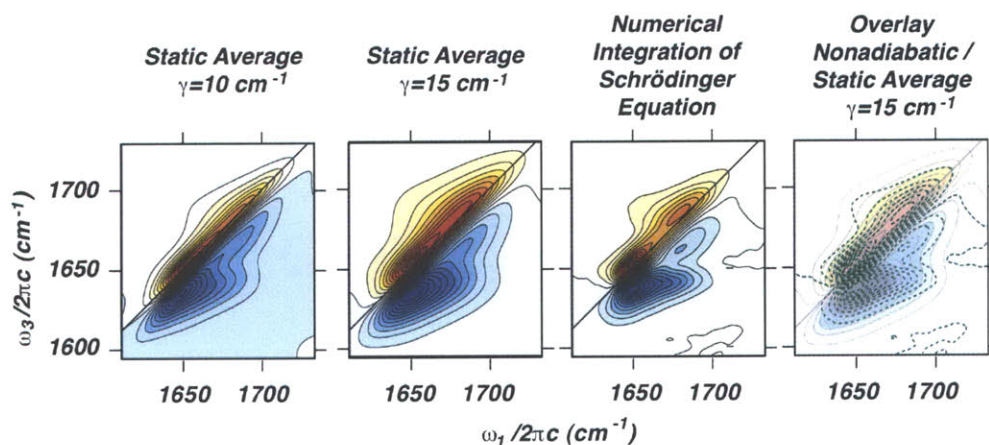 Static Average
γ=10 cm⁻¹
Static Average
γ=15 cm⁻¹
Numerical
Integration of
Schrödinger
Equation
Overlay
Nonadiabatic /
Static Average
γ=15 cm⁻¹
ω₃/2πc (cm⁻¹)
1700
1650
1600
1650 1700
1650 1700
1650 1700
1650 1700
ω₁/2πc (cm⁻¹)